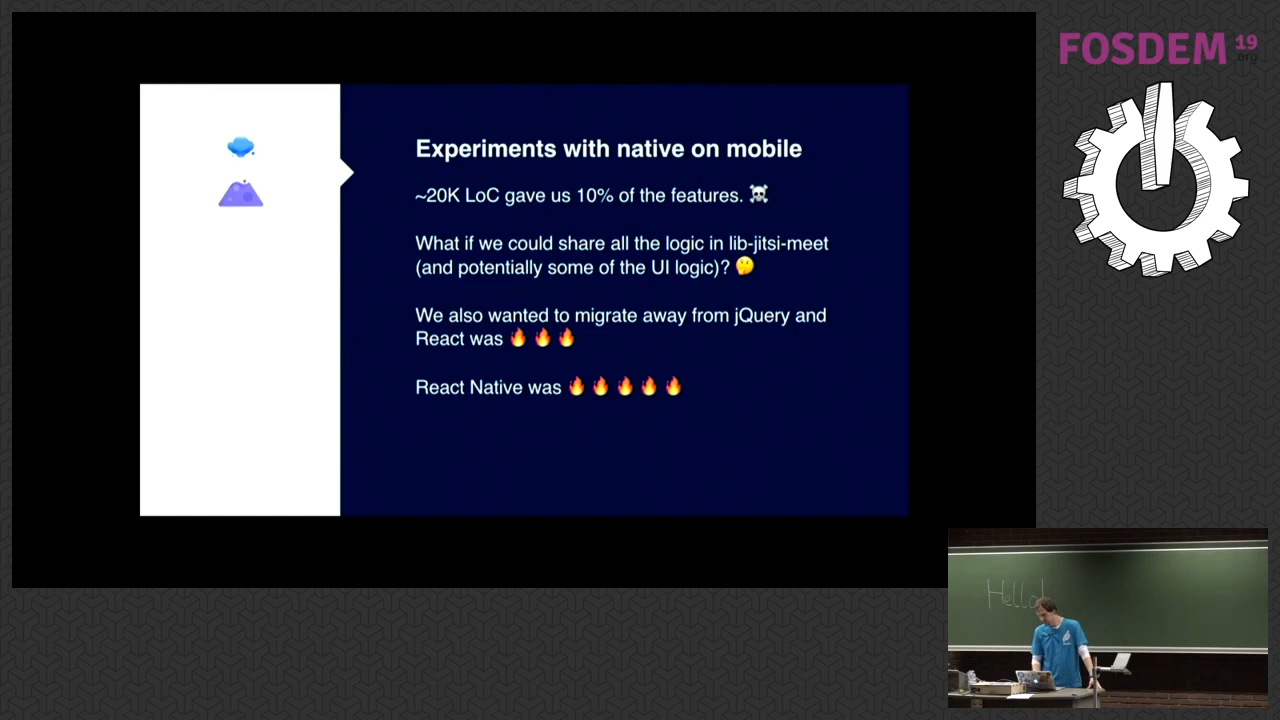 FOSDEM 19
.org
Experiments with native on mobile
~20K LoC gave us 10% of the features. ☠️
What if we could share all the logic in lib-jitsi-meet
(and potentially some of the UI logic)? 🤔
We also wanted to migrate away from jQuery and
React was 🔥 🔥 🔥
React Native was 🔥 🔥 🔥 🔥 🔥
Hello!